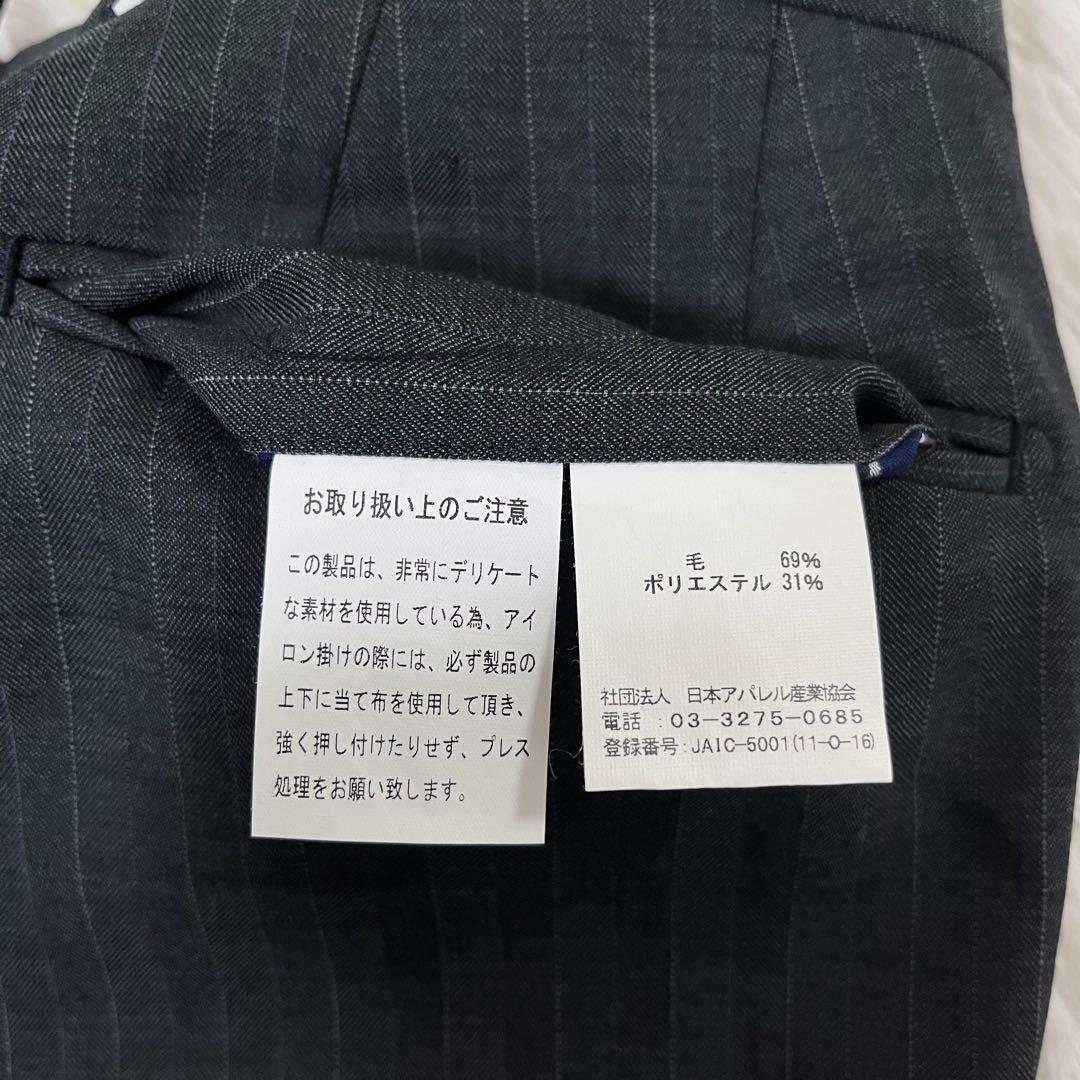 お取り扱い上のご注意
この製品は、非常にデリケート
な素材を使用している為、アイ
ロン掛けの際には、必ず製品の
上下に当て布を使用して頂き、
強く押し付けたりせず、プレス
処理をお願い致します。
毛 69%
ポリエステル 31%
社団法人 日本アパレル産業協会
電話 :03-3275-0685
登録番号:JAIC-5001(11-0-16)